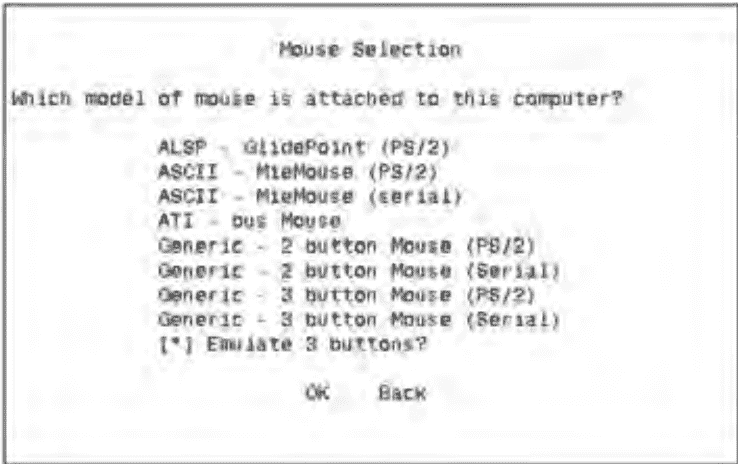 Mouse Selection
Which model of mouse is attached to this computer?
ALSP - GlidePoint (PS/2)
ASCII - MieMouse (PS/2)
ASCII - MieMouse (serial)
ATI - bus Mouse
Generic - 2 button Mouse (PS/2)
Generic - 2 button Mouse (Serial)
Generic - 3 button Mouse (PS/2)
Generic - 3 button Mouse (Serial)
[*] Emulate 3 buttons?
OK Back